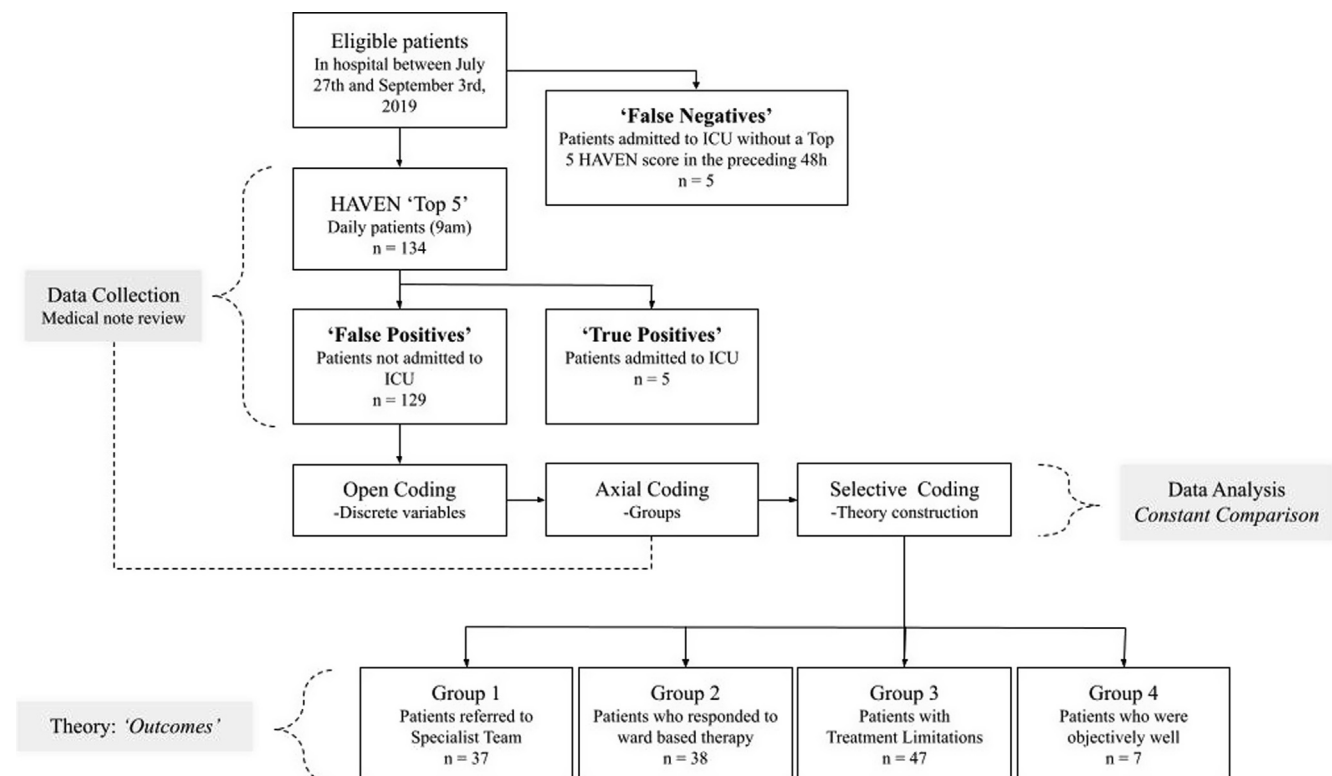 Eligible patients
In hospital between July
27th and September 3rd,
2019
‘False Negatives’
Patients admitted to ICU without a Top
5 HAVEN score in the preceding 48h
n = 5
HAVEN ‘Top 5’
Daily patients (9am)
n = 134
Data Collection
Medical note review
‘False Positives’
Patients not admitted to
ICU
n = 129
‘True Positives’
Patients admitted to ICU
n = 5
Open Coding
-Discrete variables
Axial Coding
-Groups
Selective Coding
-Theory construction
Data Analysis
Constant Comparison
Theory: ‘Outcomes’
Group 1
Patients referred to
Specialist Team
n = 37
Group 2
Patients who responded to
ward based therapy
n = 38
Group 3
Patients with
Treatment Limitations
n = 47
Group 4
Patients who were
objectively well
n = 7